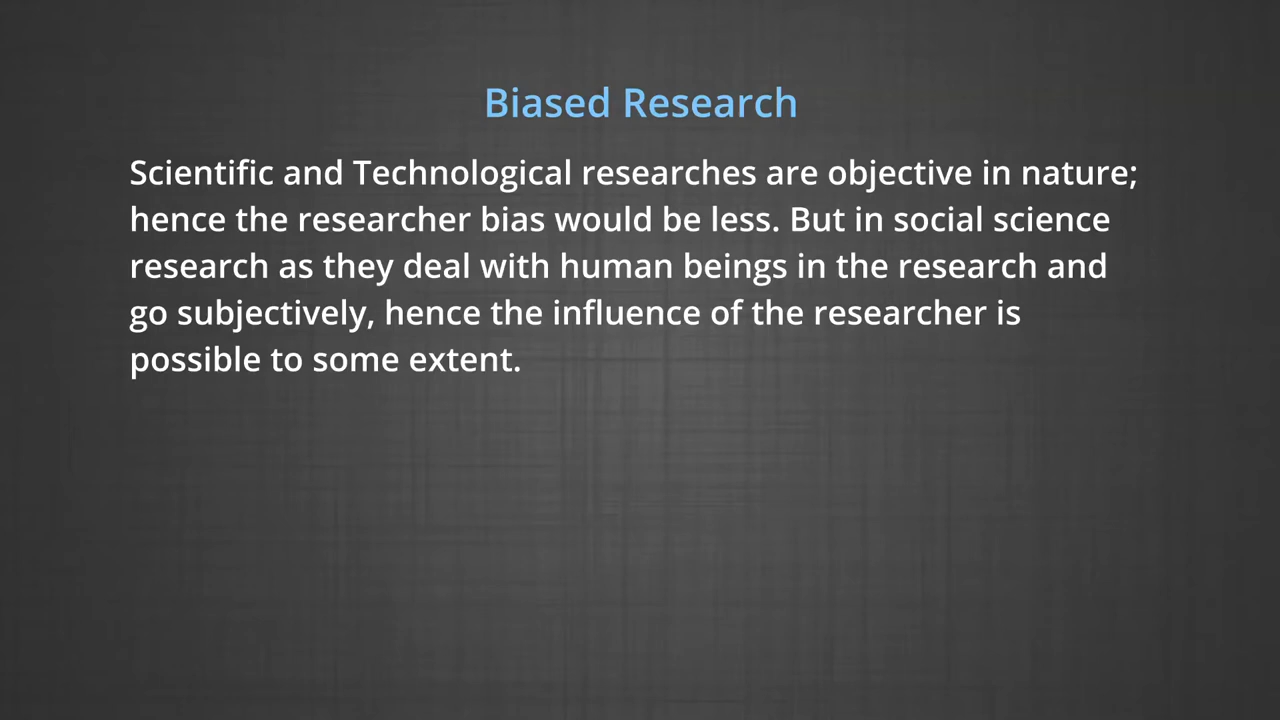 Biased Research
Scientific and Technological researches are objective in nature;
hence the researcher bias would be less. But in social science
research as they deal with human beings in the research and
go subjectively, hence the influence of the researcher is
possible to some extent.